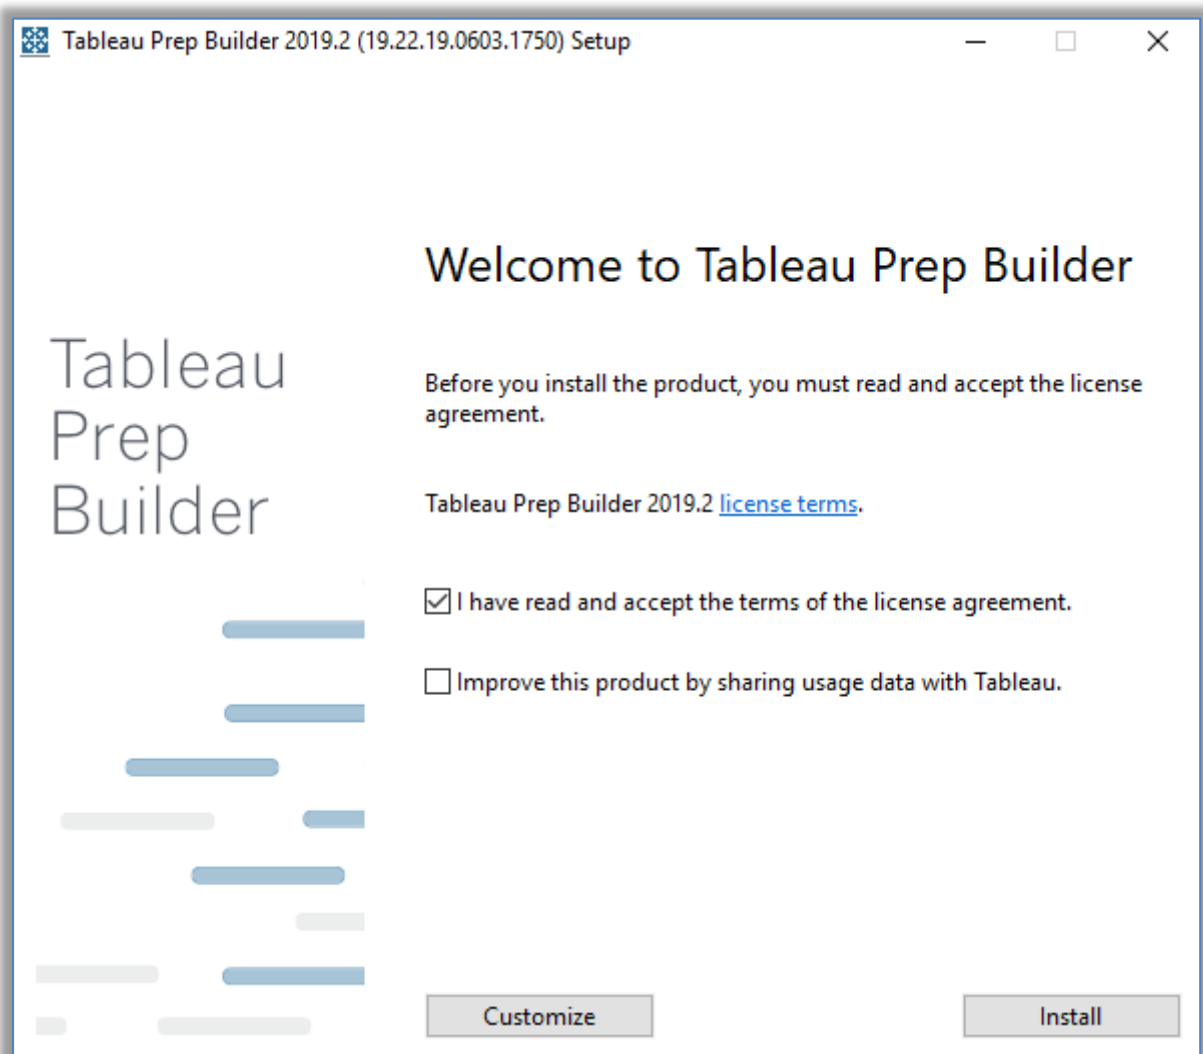 Tableau Prep Builder 2019.2 (19.22.19.0603.1750) Setup
Welcome to Tableau Prep Builder
Tableau
Prep
Builder
Before you install the product, you must read and accept the license
agreement.
Tableau Prep Builder 2019.2 license terms.
I have read and accept the terms of the license agreement.
Improve this product by sharing usage data with Tableau.
Customize
Install